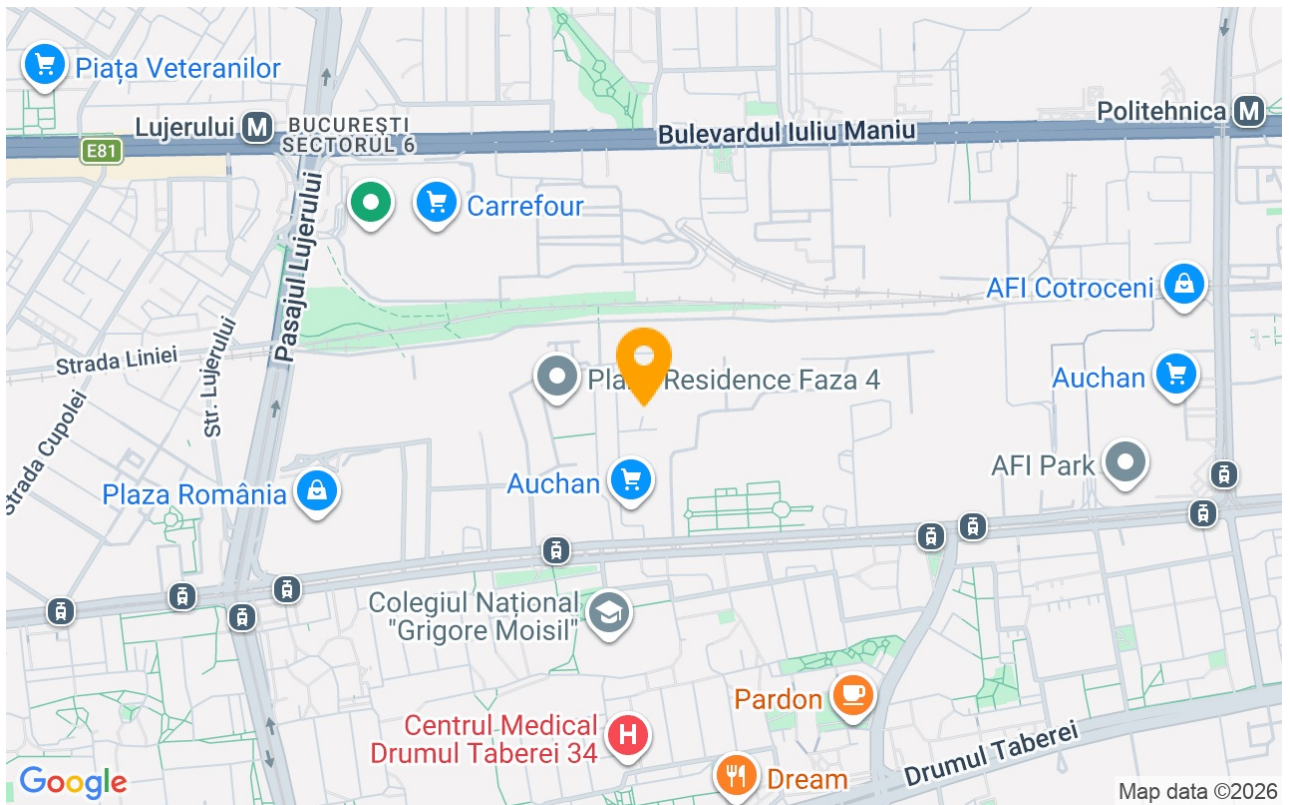 Piața Veteranilor
Lujerului M
BUCUREȘTI
SECTORUL 6
Bulevardul Iuliu Maniu
Politehnica M
E81
Carrefour
Pasajul Lujerului
AFI Cotroceni
Strada Liniei
Str. Lujerului
Strada Cupolei
Residence Faza 4
Auchan
Plaza România
Auchan
AFI Park
Colegiul Național
"Grigore Moisil"
Pardon
Centrul Medical
Drumul Taberei 34
H
Drumul Taberei
Dream
Google
Map data ©2026